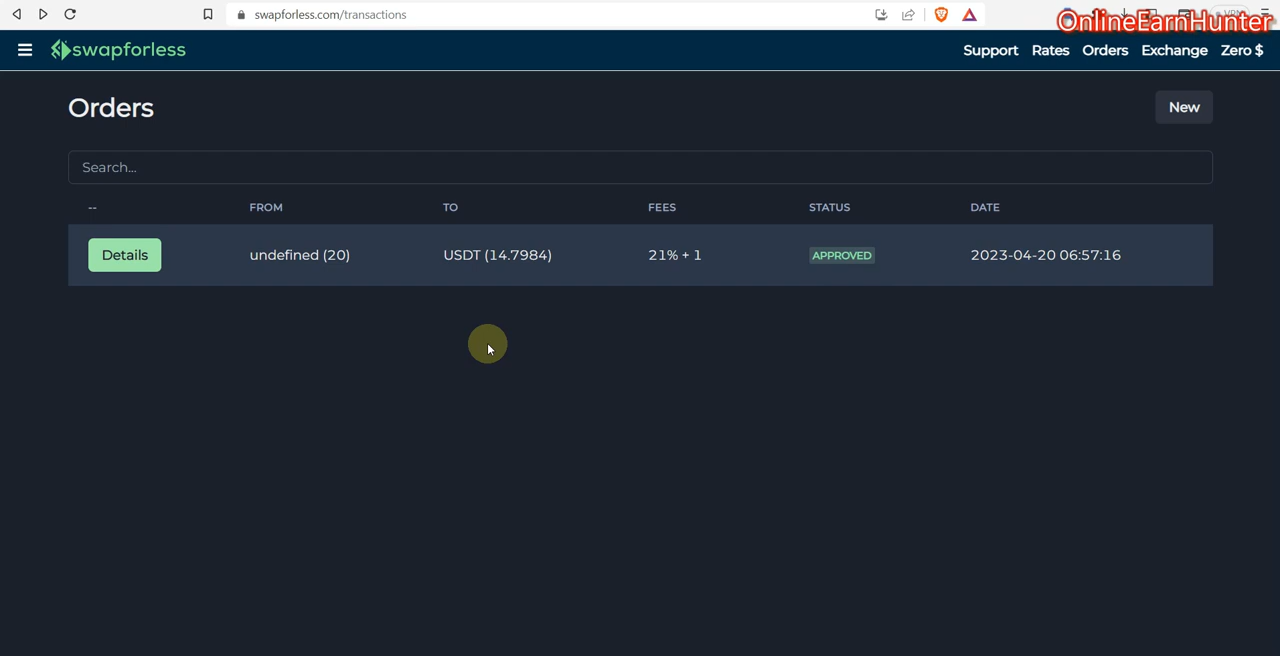 swapforless.com/transactions
VPN
OnlineEarnHunter
swapforless
Support Rates Orders Exchange Zero $
Orders
New
Search...
-- FROM TO FEES STATUS DATE
Details undefined (20) USDT (14.7984) 21% + 1 APPROVED 2023-04-20 06:57:16